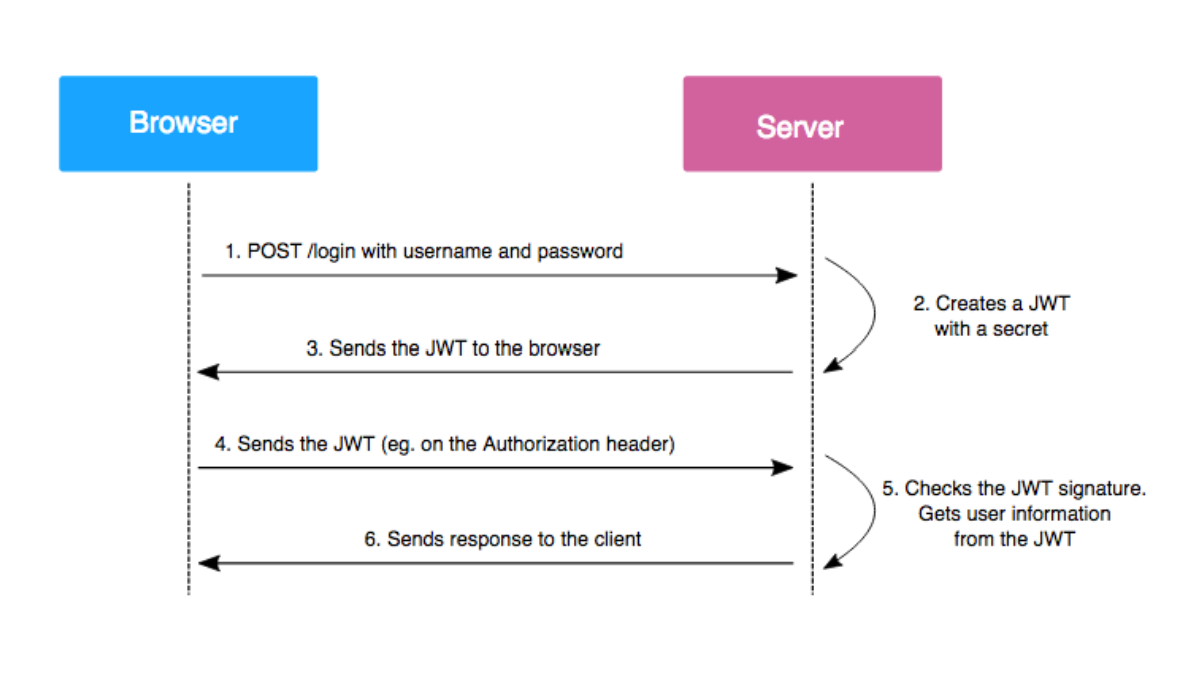 Browser
Server
1. POST /login with username and password
2. Creates a JWT
with a secret
3. Sends the JWT to the browser
4. Sends the JWT (eg. on the Authorization header)
5. Checks the JWT signature.
Gets user information
from the JWT
6. Sends response to the client